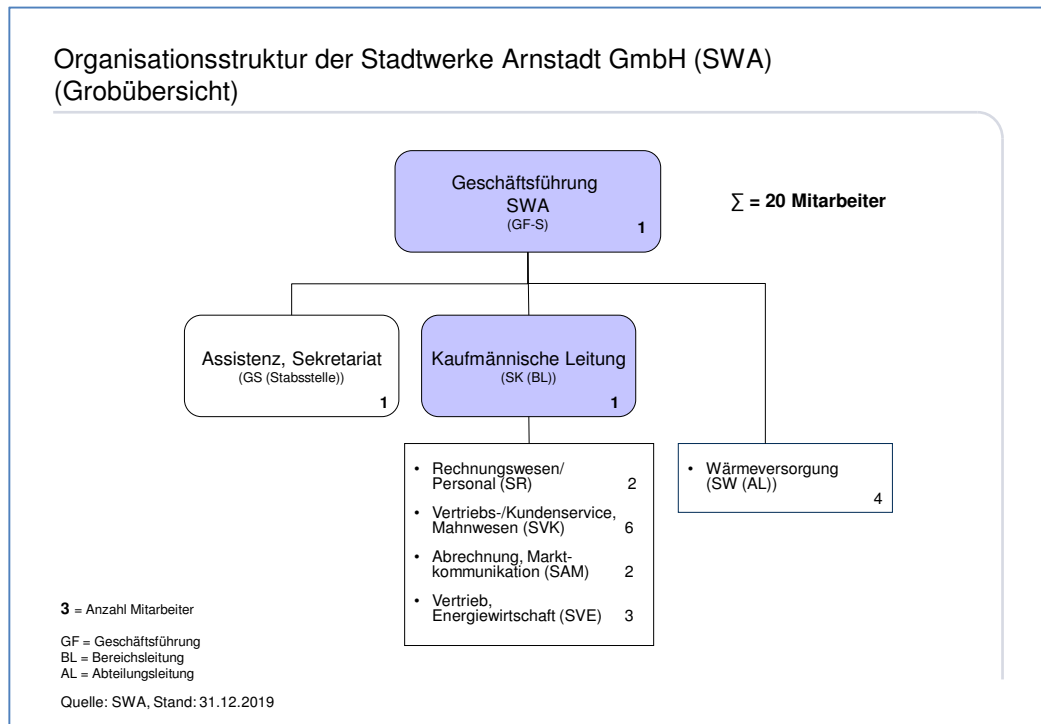 Organisationsstruktur der Stadtwerke Arnstadt GmbH (SWA)
(Grobübersicht)
Geschäftsführung
SWA
(GF-S)
1
∑ = 20 Mitarbeiter
Assistenz, Sekretariat
(GS (Stabsstelle))
1
Kaufmännische Leitung
(SK (BL))
1
• Rechnungswesen/
Personal (SR) 2
• Vertriebs-/Kundenservice,
Mahnwesen (SVK) 6
• Abrechnung, Markt-
kommunikation (SAM) 2
• Vertrieb,
Energiewirtschaft (SVE) 3
• Wärmeversorgung
(SW (AL))
4
3 = Anzahl Mitarbeiter
GF = Geschäftsführung
BL = Bereichsleitung
AL = Abteilungsleitung
Quelle: SWA, Stand: 31.12.2019